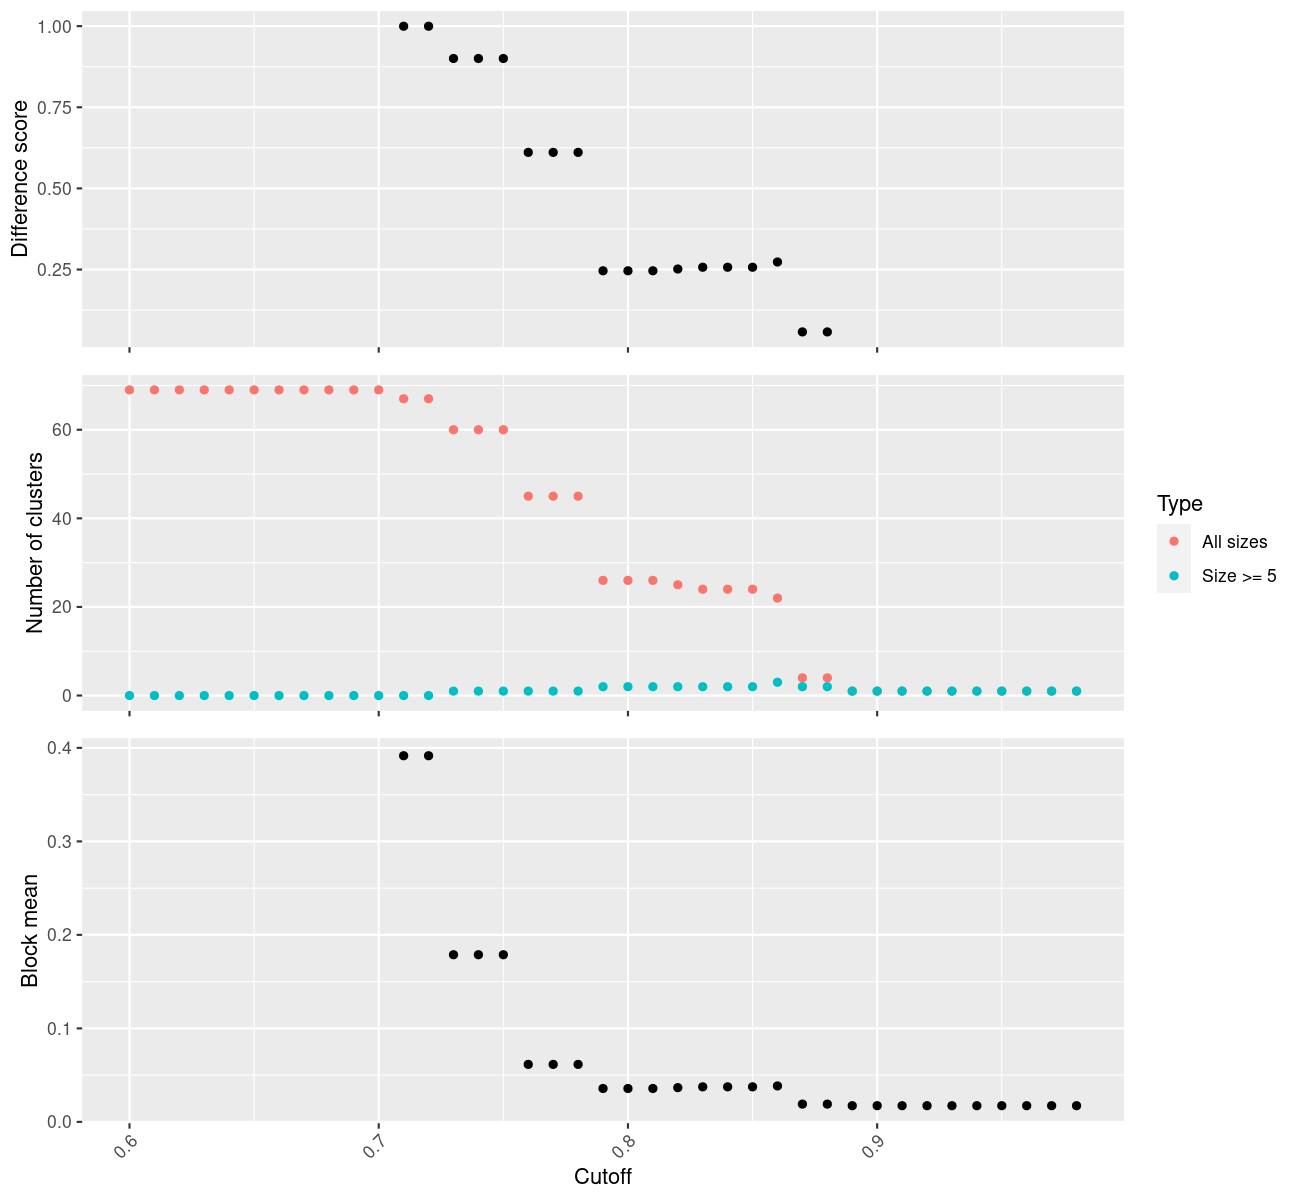 Difference score
1.00
0.75
0.50
0.25
Number of clusters
60
40
20
0
Type
All sizes
Size >= 5
Block mean
0.4
0.3
0.2
0.1
0.0
0.6 0.7 0.8 0.9
Cutoff